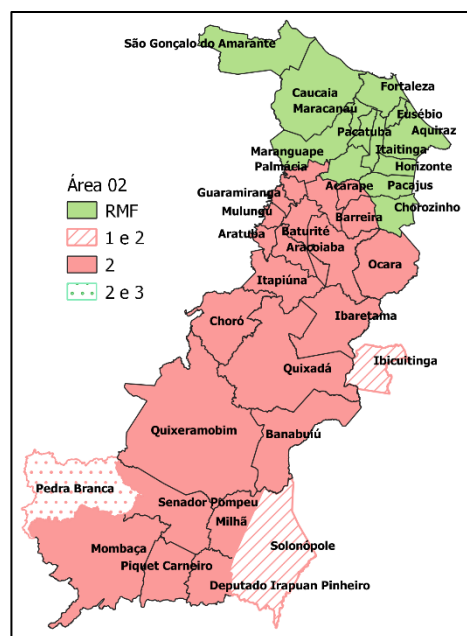 São Gonçalo do Amarante
Fortaleza
Caucaia
Maracanaú
Eusébio
Pacatuba
Aquiraz
Maranguape
Itaitinga
Palmácia
Horizonte
Área 02
Guaramiranga
Acarape
Pacajus
RMF
Mulungú
Barreira
Chorozinho
1 e 2
Aratuba
Baturité
Aracoiaba
2
Ocara
2 e 3
Itapiúna
Choró
Ibaretama
Ibicuitinga
Quixadá
Quixeramobim
Banabuiú
Pedra Branca
Senador Pompeu
Milhã
Mombaça
Solonópole
Piquet Carneiro
Deputado Irapuan Pinheiro